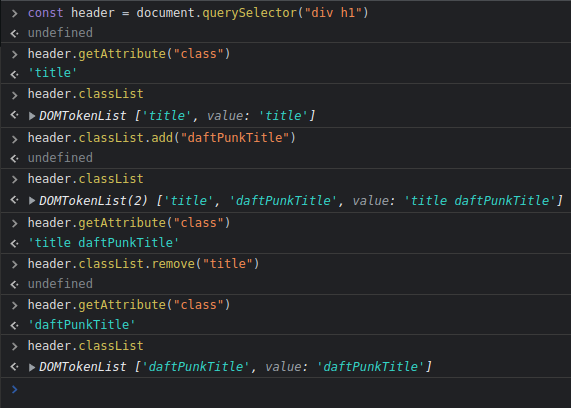 const header = document.querySelector("div h1")
undefined
header.getAttribute("class")
'title'
header.classList
DOMTokenList ['title', value: 'title']
header.classList.add("daftPunkTitle")
undefined
header.classList
DOMTokenList(2) ['title', 'daftPunkTitle', value: 'title daftPunkTitle']
header.getAttribute("class")
'title daftPunkTitle'
header.classList.remove("title")
undefined
header.getAttribute("class")
'daftPunkTitle'
header.classList
DOMTokenList ['daftPunkTitle', value: 'daftPunkTitle']